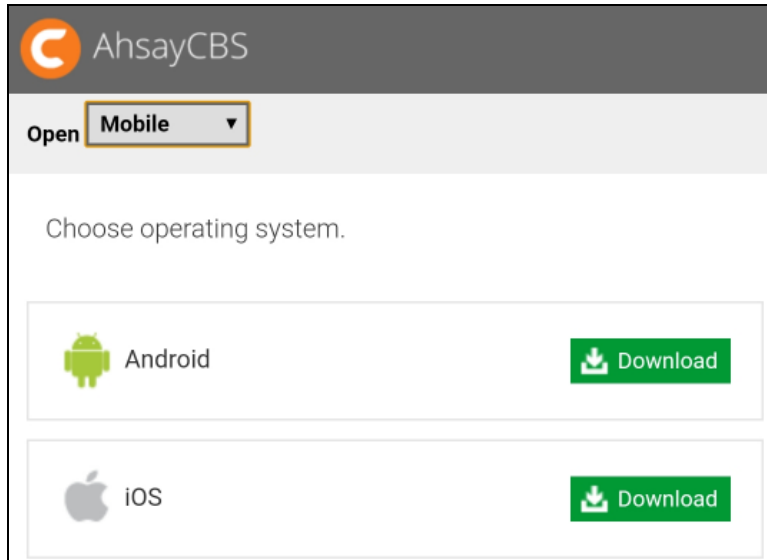 AhsayCBS
Open Mobile
Choose operating system.
Android Download
iOS Download